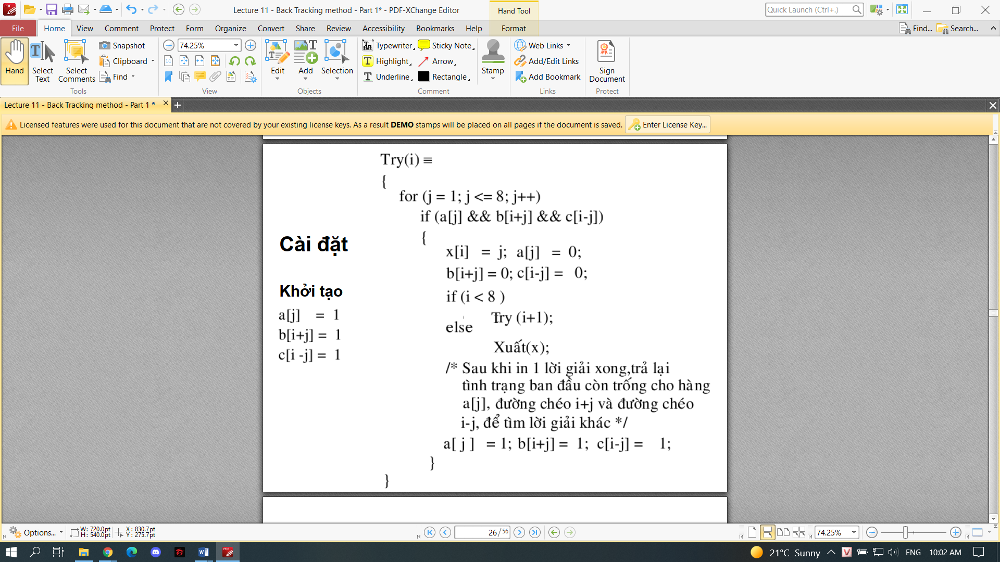 Lecture 11 - Back Tracking method - Part 1* - PDF-XChange Editor
Hand Tool
Quick Launch (Ctrl+.)
File Home View Comment Protect Form Organize Convert Share Review Accessibility Bookmarks Help Format
Find... Search...
Hand
Select Text
Select Comments
Snapshot
Clipboard
Find
Tools
74.25%
View
Edit
Add
Selection
Objects
Typewriter
Highlight
Underline
Sticky Note
Arrow
Rectangle
Stamp
Comment
Web Links
Add/Edit Links
Add Bookmark
Links
Sign Document
Protect
Lecture 11 - Back Tracking method - Part 1 *
Licensed features were used for this document that are not covered by your existing license keys. As a result DEMO stamps will be placed on all pages if the document is saved. Enter License Key...
Try(i) ≡
{
for (j = 1; j <= 8; j++)
if (a[j] && b[i+j] && c[i-j])
{
x[i] = j; a[j] = 0;
b[i+j] = 0; c[i-j] = 0;
if (i < 8 )
Try (i+1);
else
Xuất(x);
/* Sau khi in 1 lời giải xong,trả lại
tình trạng ban đầu còn trống cho hàng
a[j], đường chéo i+j và đường chéo
i-j, để tìm lời giải khác */
a[ j ] = 1; b[i+j] = 1; c[i-j] = 1;
}
}
Cài đặt
Khởi tạo
a[j] = 1
b[i+j] = 1
c[i -j] = 1
Options...
W: 720.0pt
H: 540.0pt
X: 830.7pt
Y: 275.7pt
26/56
74.25%
21°C Sunny
ENG
10:02 AM